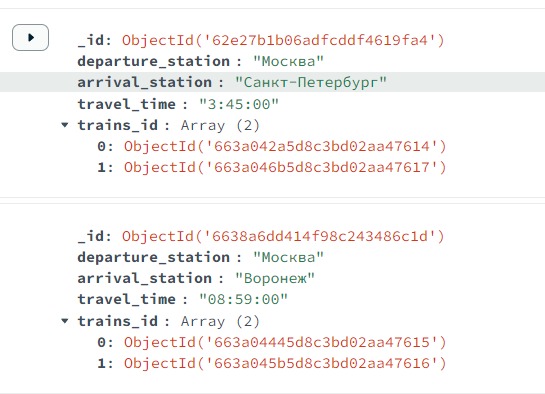 _id: ObjectId('62e27b1b06adfcddf4619fa4')
departure_station : "Москва"
arrival_station : "Санкт-Петербург"
travel_time : "3:45:00"
trains_id : Array (2)
0: ObjectId('663a042a5d8c3bd02aa47614')
1: ObjectId('663a046b5d8c3bd02aa47617')
_id: ObjectId('6638a6dd414f98c243486c1d')
departure_station : "Москва"
arrival_station : "Воронеж"
travel_time : "08:59:00"
trains_id : Array (2)
0: ObjectId('663a04445d8c3bd02aa47615')
1: ObjectId('663a045b5d8c3bd02aa47616')